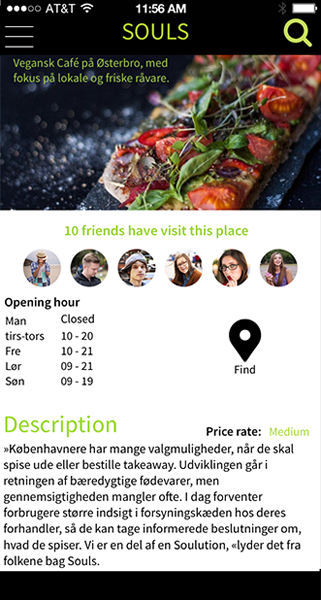 AT&T 11:56 AM
SOULS
Vegansk Café på Østerbro, med
fokus på lokale og friske råvare.
10 friends have visit this place
Opening hour
Man Closed
tirs-tors 10 - 20
Fre 10 - 21
Lør 09 - 21
Søn 09 - 19
Find
Description
Price rate: Medium
»Københavnere har mange valgmuligheder, når de skal
spise ude eller bestille takeaway. Udviklingen går i
retningen af bæredygtige fødevarer, men
gennemsigtigheden mangler ofte. I dag forventer
forbrugere større indsigt i forsyningskæden hos deres
forhandler, så de kan tage informerede beslutninger om,
hvad de spiser. Vi er en del af en Soulution, «lyder det fra
folkene bag Souls.